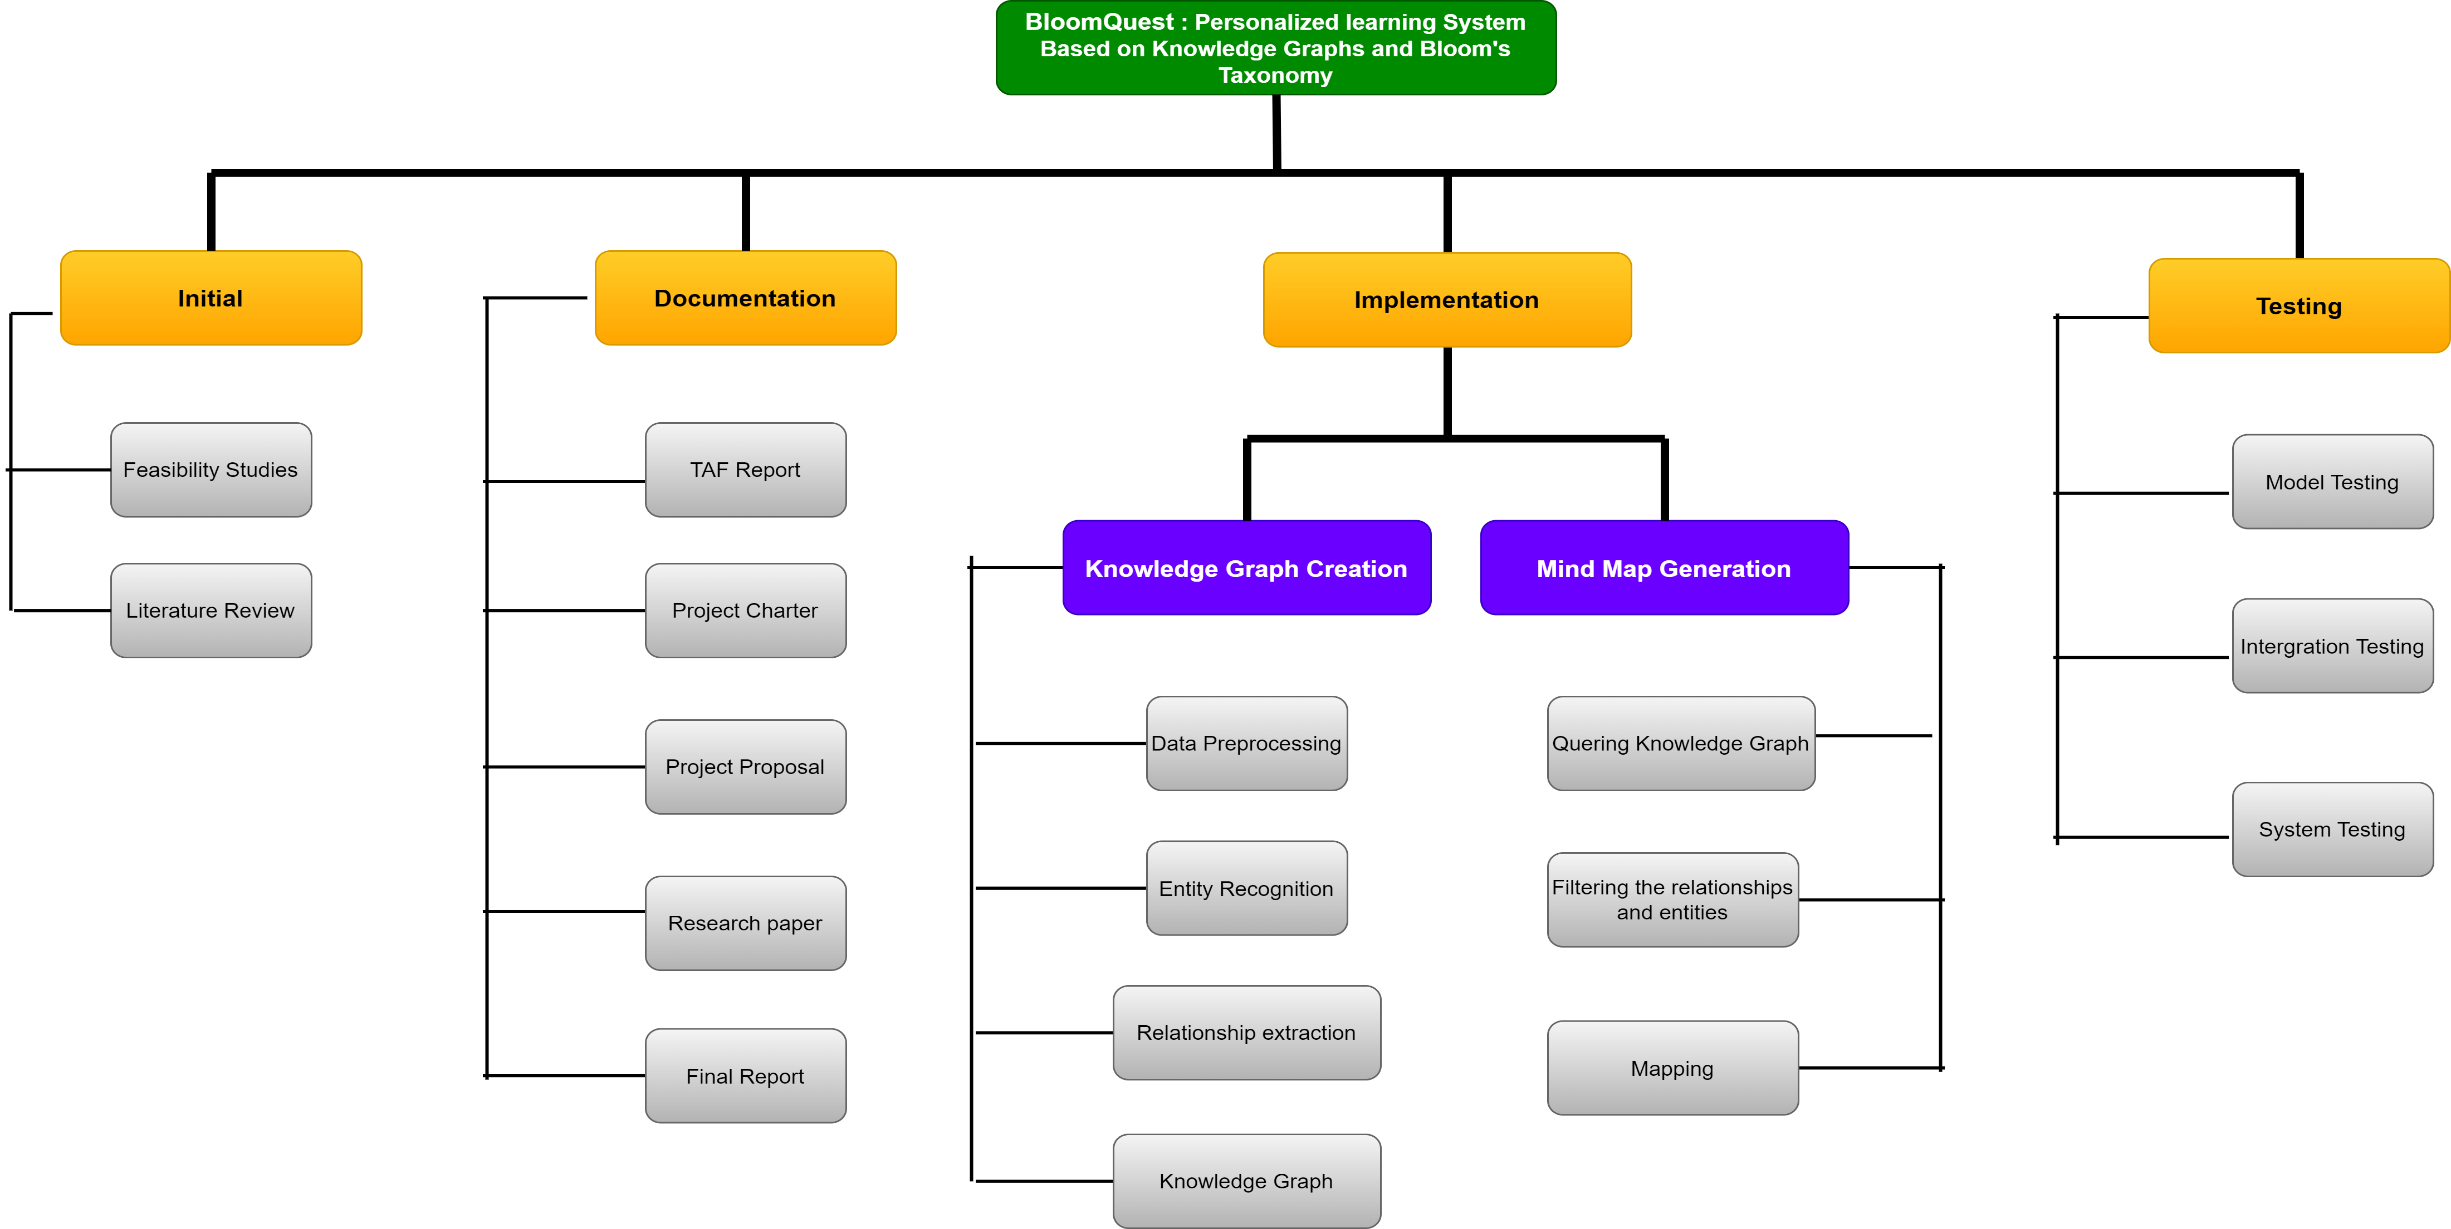 BloomQuest : Personalized learning System
Based on Knowledge Graphs and Bloom's
Taxonomy
Initial
Documentation
Implementation
Testing
Feasibility Studies
Literature Review
TAF Report
Project Charter
Project Proposal
Research paper
Final Report
Knowledge Graph Creation
Mind Map Generation
Data Preprocessing
Entity Recognition
Relationship extraction
Knowledge Graph
Quering Knowledge Graph
Filtering the relationships
and entities
Mapping
Model Testing
Intergration Testing
System Testing